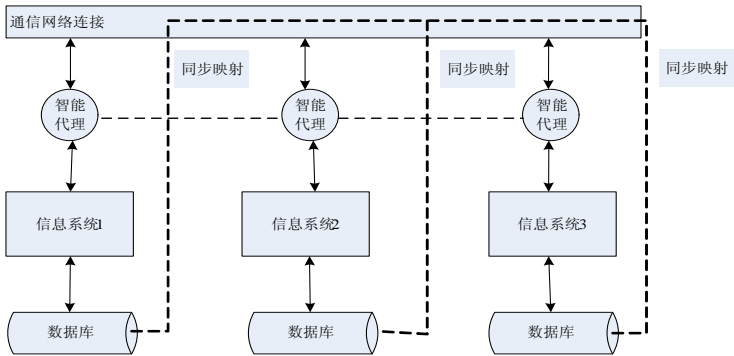 通信网络连接
同步映射
同步映射
同步映射
智能
代理
智能
代理
智能
代理
信息系统1
信息系统2
信息系统3
数据库
数据库
数据库